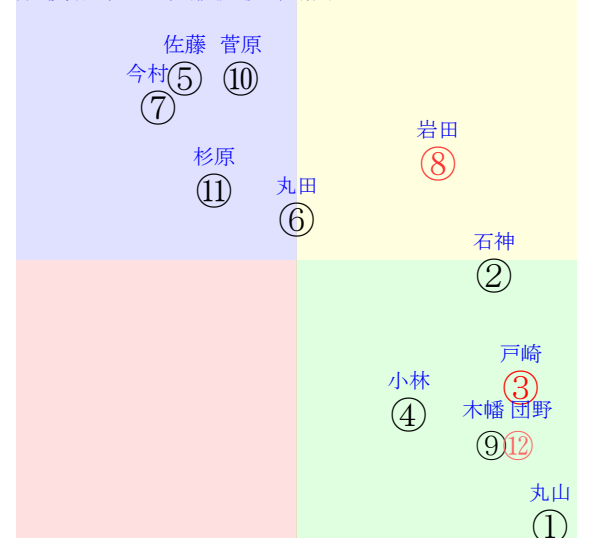 佐藤 菅原
今村⑤ ⑩
⑦
岩田
⑧
杉原
⑪
丸田
⑥
石神
②
戸崎
③
小林
④
木幡 団野
⑨⑫
丸山
①